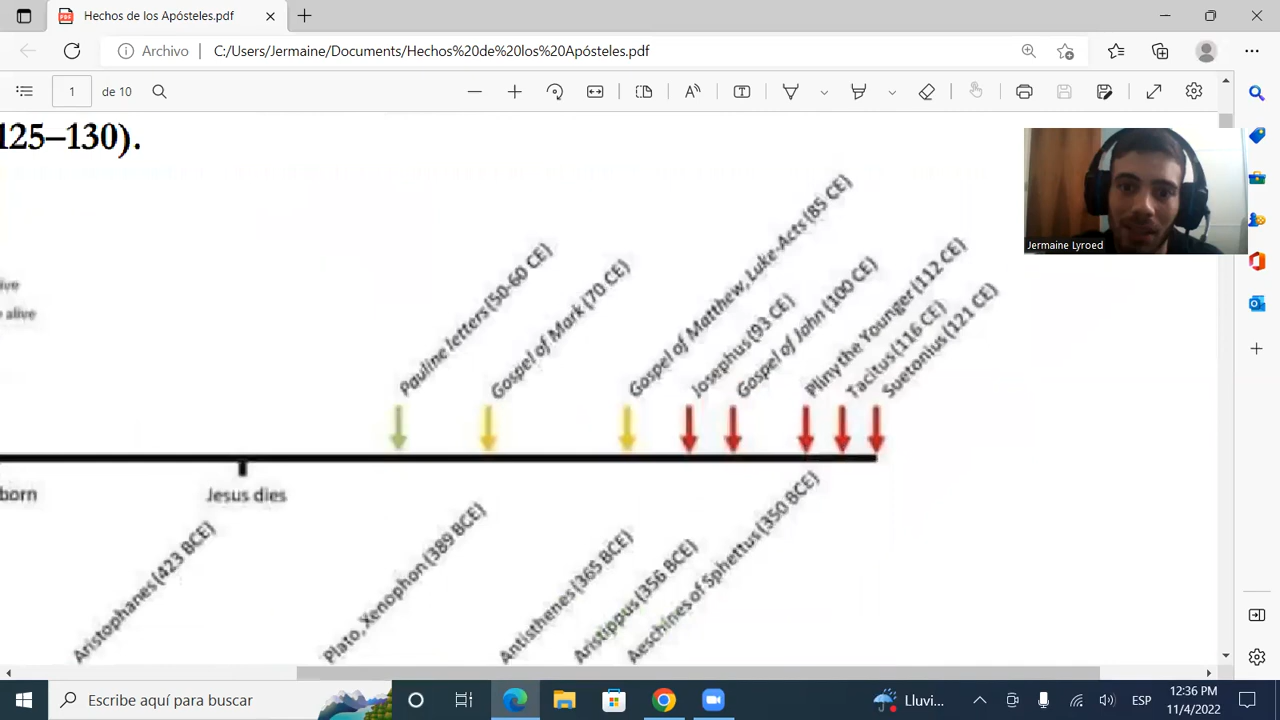 Hechos de los Apósteles.pdf
Archivo
C:/Users/Jermaine/Documents/Hechos%20de%20los%20Apósteles.pdf
1
de 10
125–130).
Jermaine Lyroed
ive
alive
Pauline letters (50-60 CE)
Gospel of Mark (70 CE)
Gospel of Matthew, Luke-Acts (85 CE)
Josephus (93 CE)
Gospel of John (100 CE)
Plinythe Younger (112 CE)
Tacitus (116 CE)
Suetonius (121 CE)
born
Jesus dies
Aristophanes (423 BCE)
Plato, Xenophon (389 BCE)
Antisthenes (365 BCE)
Aristippus (356 BCE)
Aeschines of Sphettus (350 BCE)
Escribe aquí para buscar
Lluvi...
ESP
12:36 PM
11/4/2022